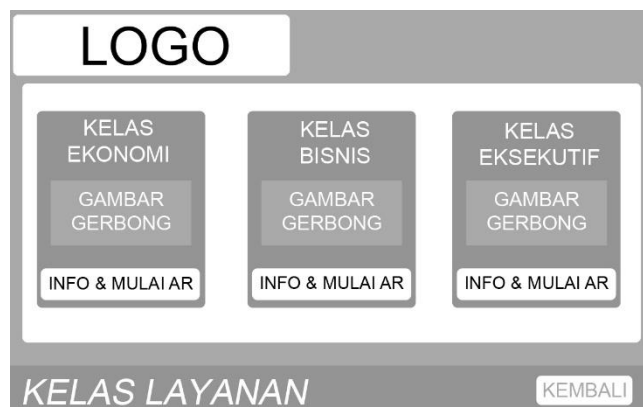 LOGO
KELAS
EKONOMI
GAMBAR
GERBONG
INFO & MULAI AR
KELAS
BISNIS
GAMBAR
GERBONG
INFO & MULAI AR
KELAS
EKSEKUTIF
GAMBAR
GERBONG
INFO & MULAI AR
KELAS LAYANAN
KEMBALI